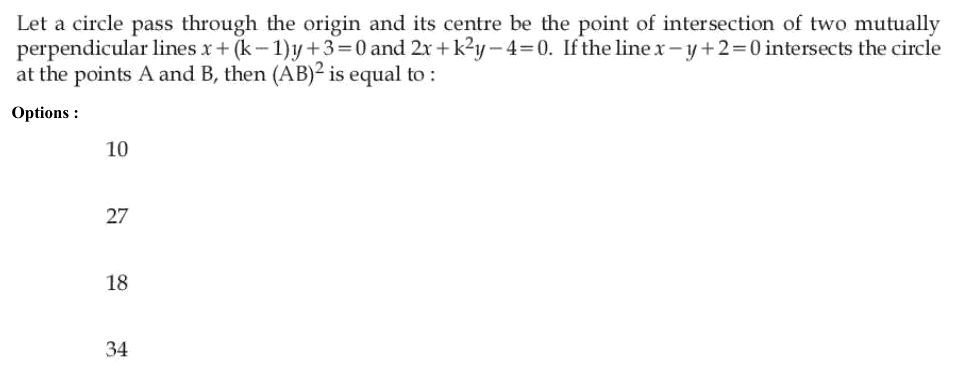 Let a circle pass through the origin and its centre be the point of intersection of two mutually
perpendicular lines x + (k – 1)y + 3 = 0 and 2x + k²y – 4 = 0. If the line x – y + 2 = 0 intersects the circle
at the points A and B, then (AB)² is equal to :
Options :
10
27
18
34